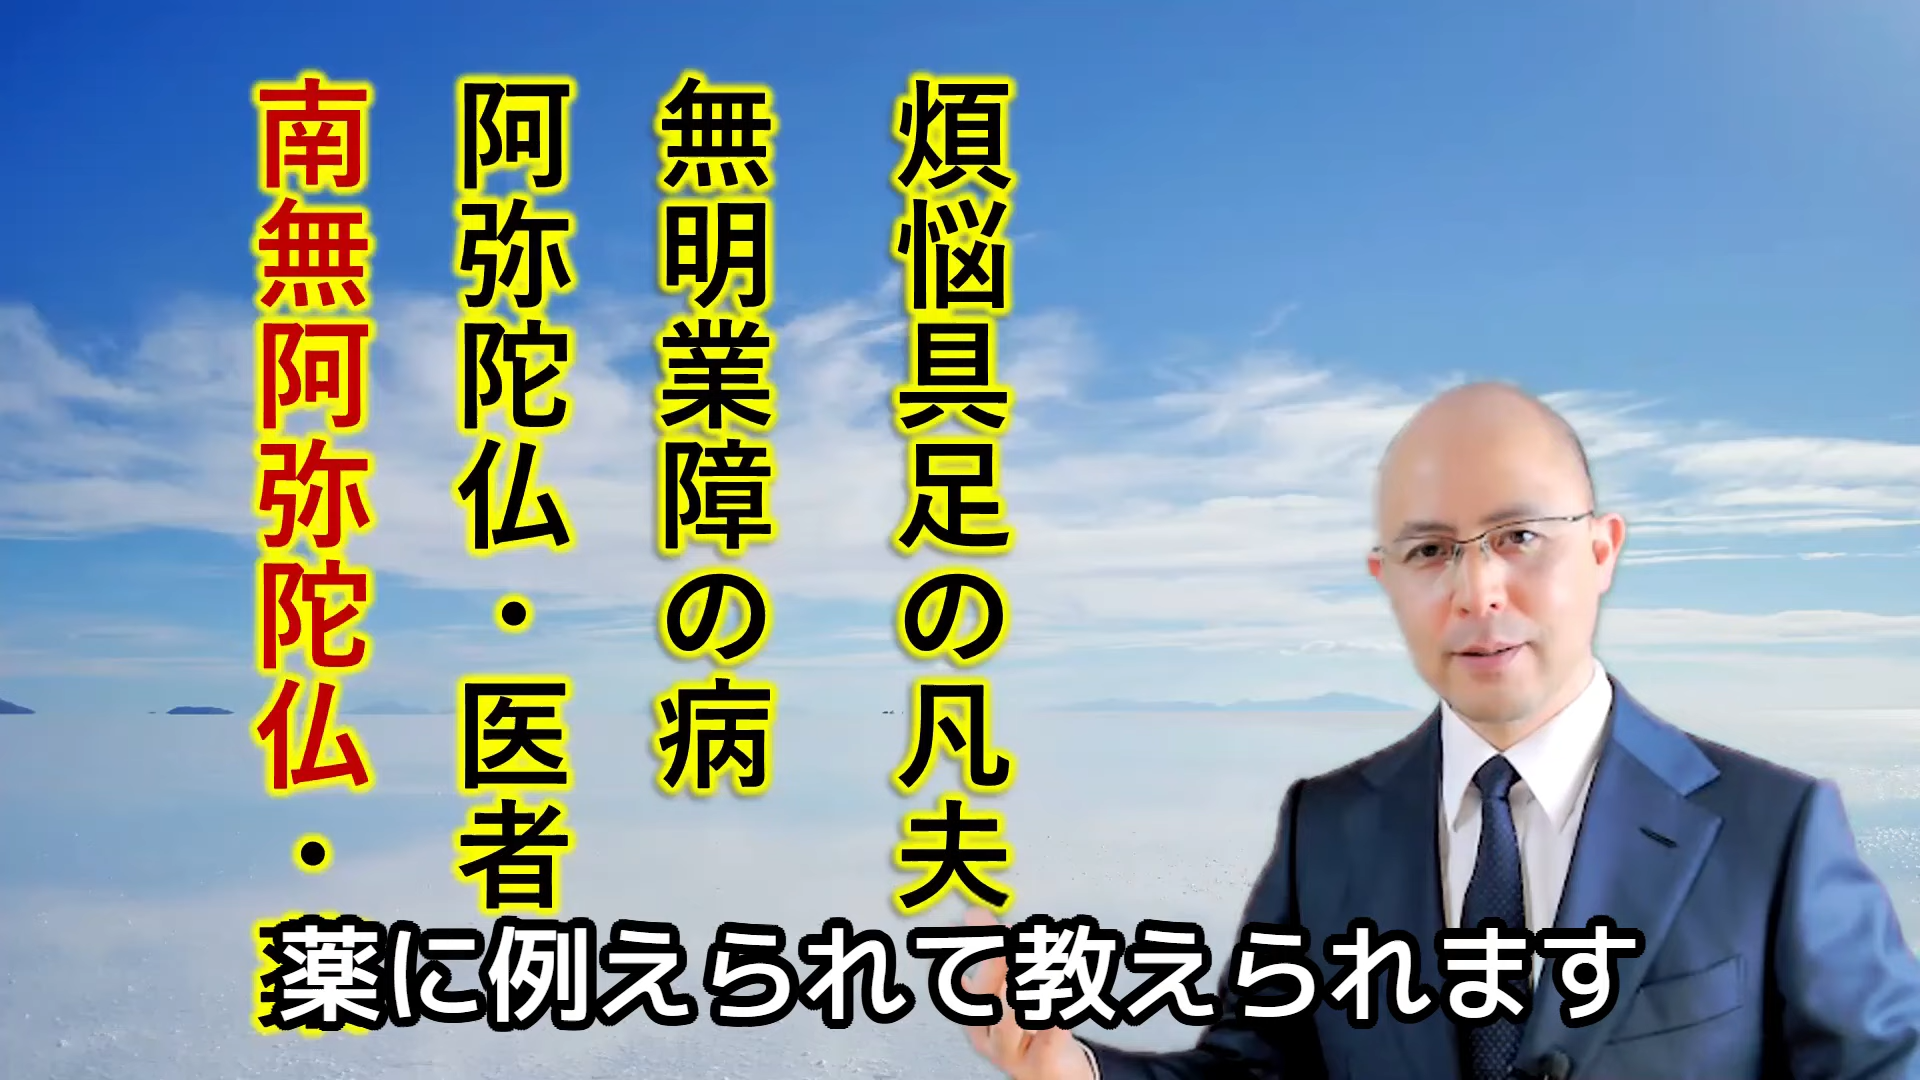 煩悩具足の凡夫
無明業障の病
阿弥陀仏・医者
南無阿弥陀仏・
薬に例えられて教えられます